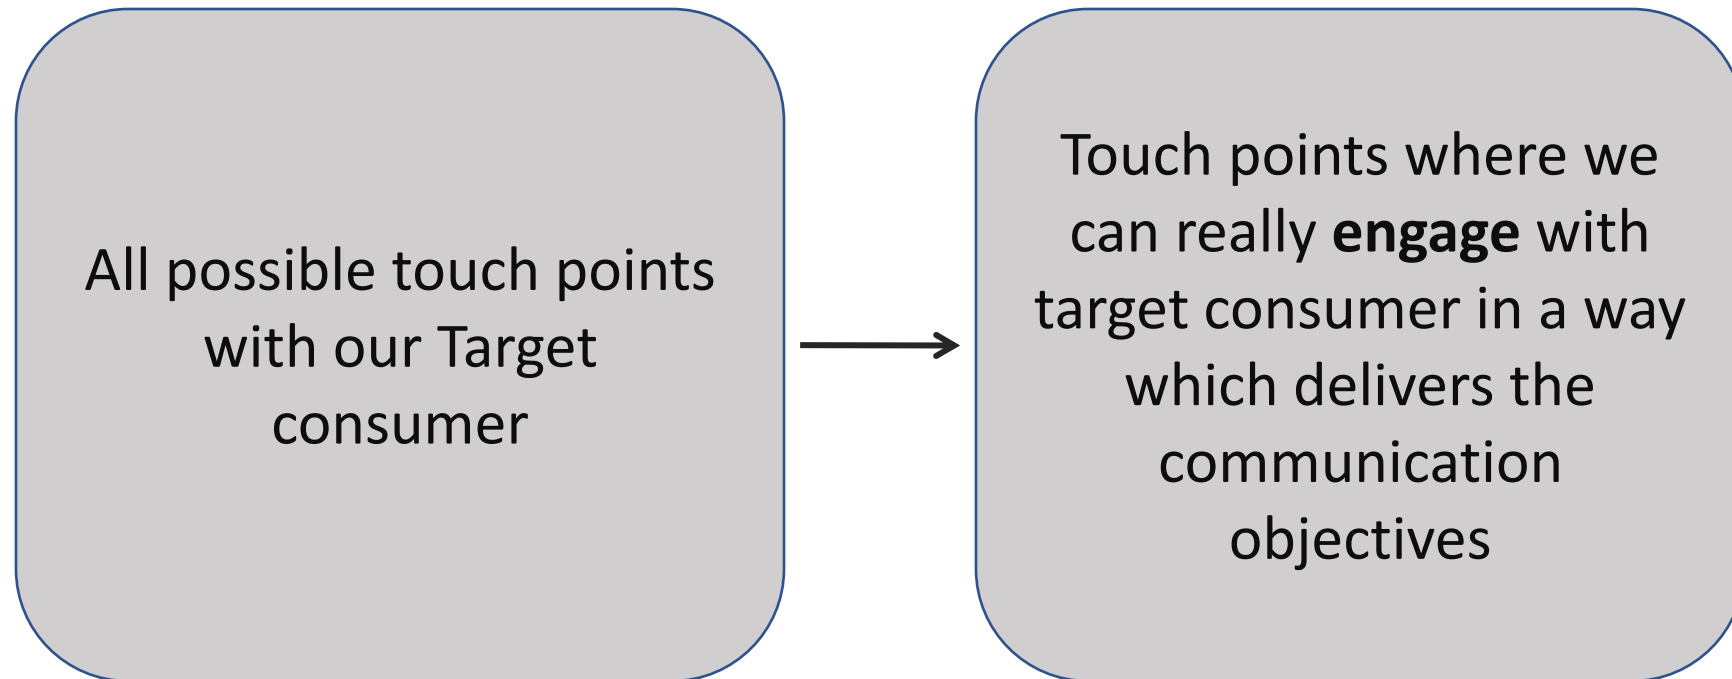 All possible touch points
with our Target
consumer
Touch points where we
can really engage with
target consumer in a way
which delivers the
communication
objectives